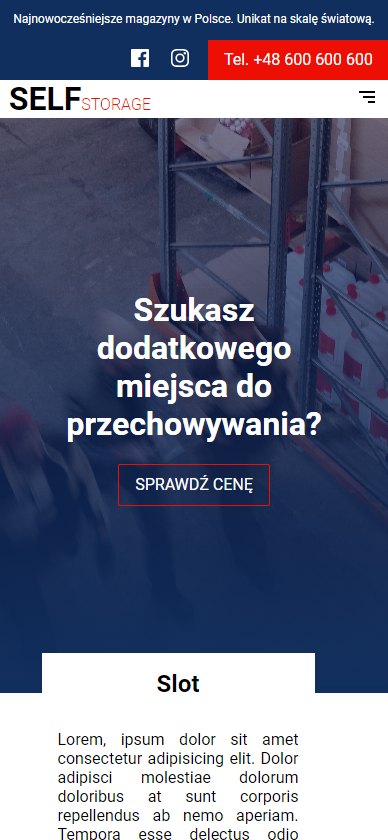 Najnowocześniejsze magazyny w Polsce. Unikat na skalę światową.
Tel. +48 600 600 600
SELFSTORAGE
Szukasz
dodatkowego
miejsca do
przechowywania?
SPRAWDŹ CENĘ
Slot
Lorem, ipsum dolor sit amet
consectetur adipisicing elit. Dolor
adipisci molestiae dolorum
doloribus at sunt corporis
repellendus ab nemo aperiam.
Tempora esse delectus odio